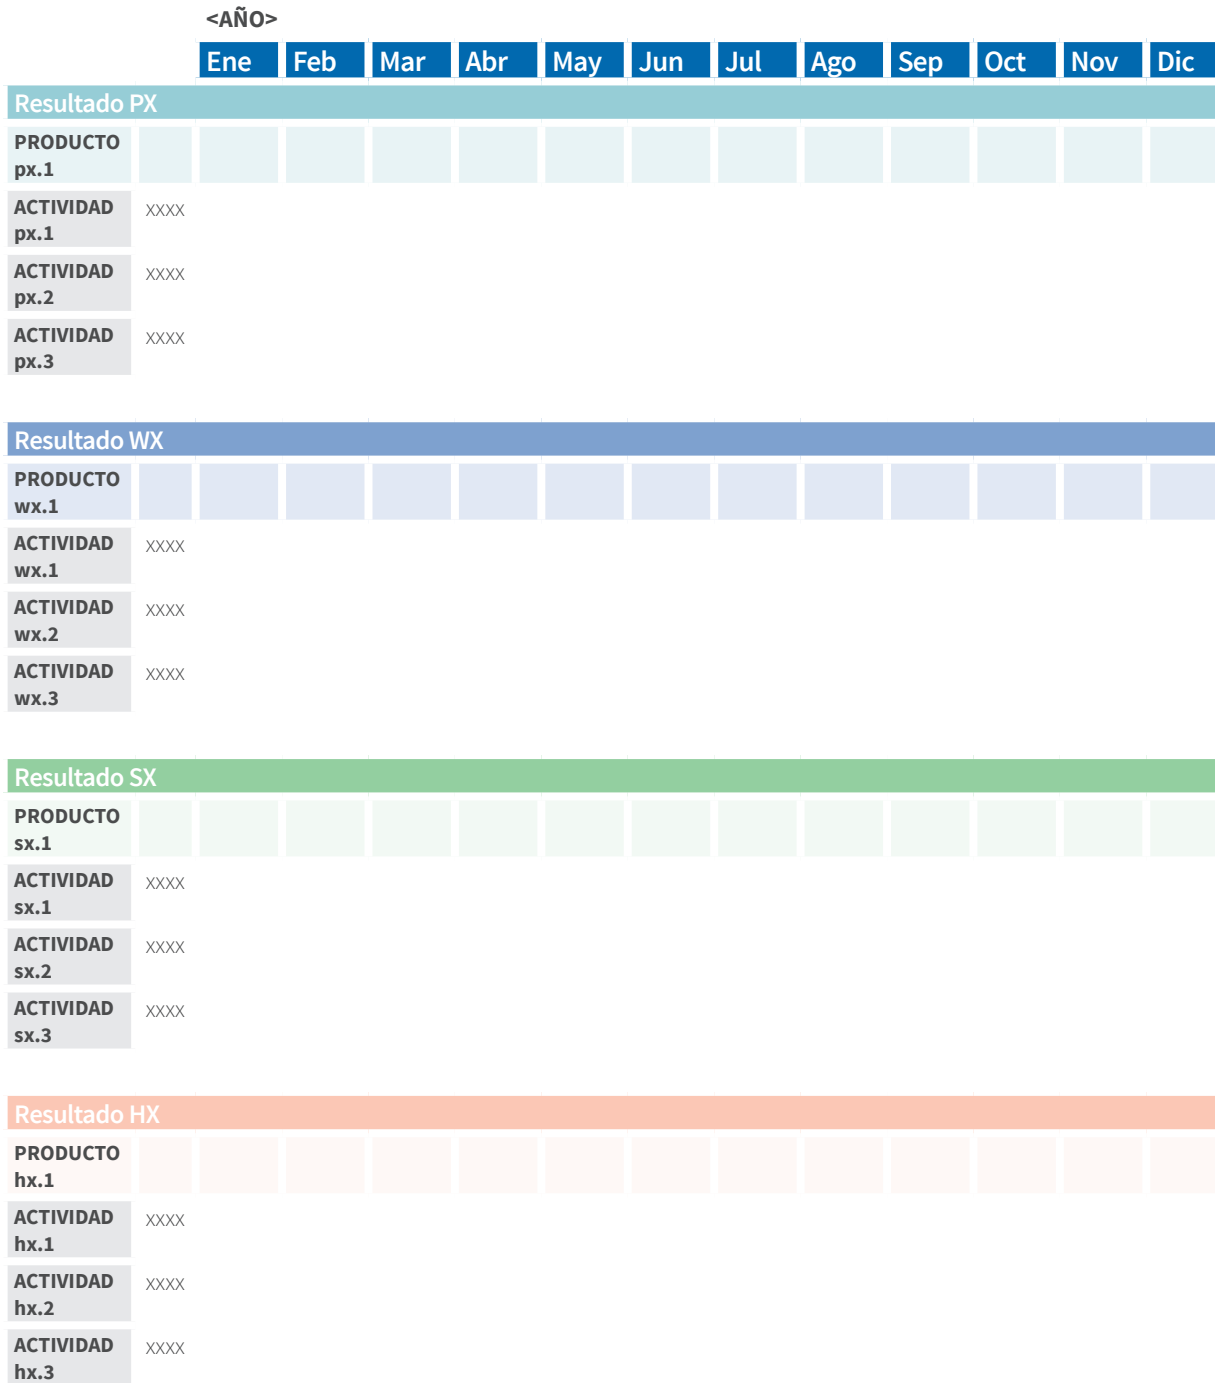 <AÑO>
Ene Feb Mar Abr May Jun Jul Ago Sep Oct Nov Dic
Resultado PX
PRODUCTO
px.1
ACTIVIDAD XXXX
px.1
ACTIVIDAD XXXX
px.2
ACTIVIDAD XXXX
px.3
Resultado WX
PRODUCTO
wx.1
ACTIVIDAD XXXX
wx.1
ACTIVIDAD XXXX
wx.2
ACTIVIDAD XXXX
wx.3
Resultado SX
PRODUCTO
sx.1
ACTIVIDAD XXXX
sx.1
ACTIVIDAD XXXX
sx.2
ACTIVIDAD XXXX
sx.3
Resultado HX
PRODUCTO
hx.1
ACTIVIDAD XXXX
hx.1
ACTIVIDAD XXXX
hx.2
ACTIVIDAD XXXX
hx.3